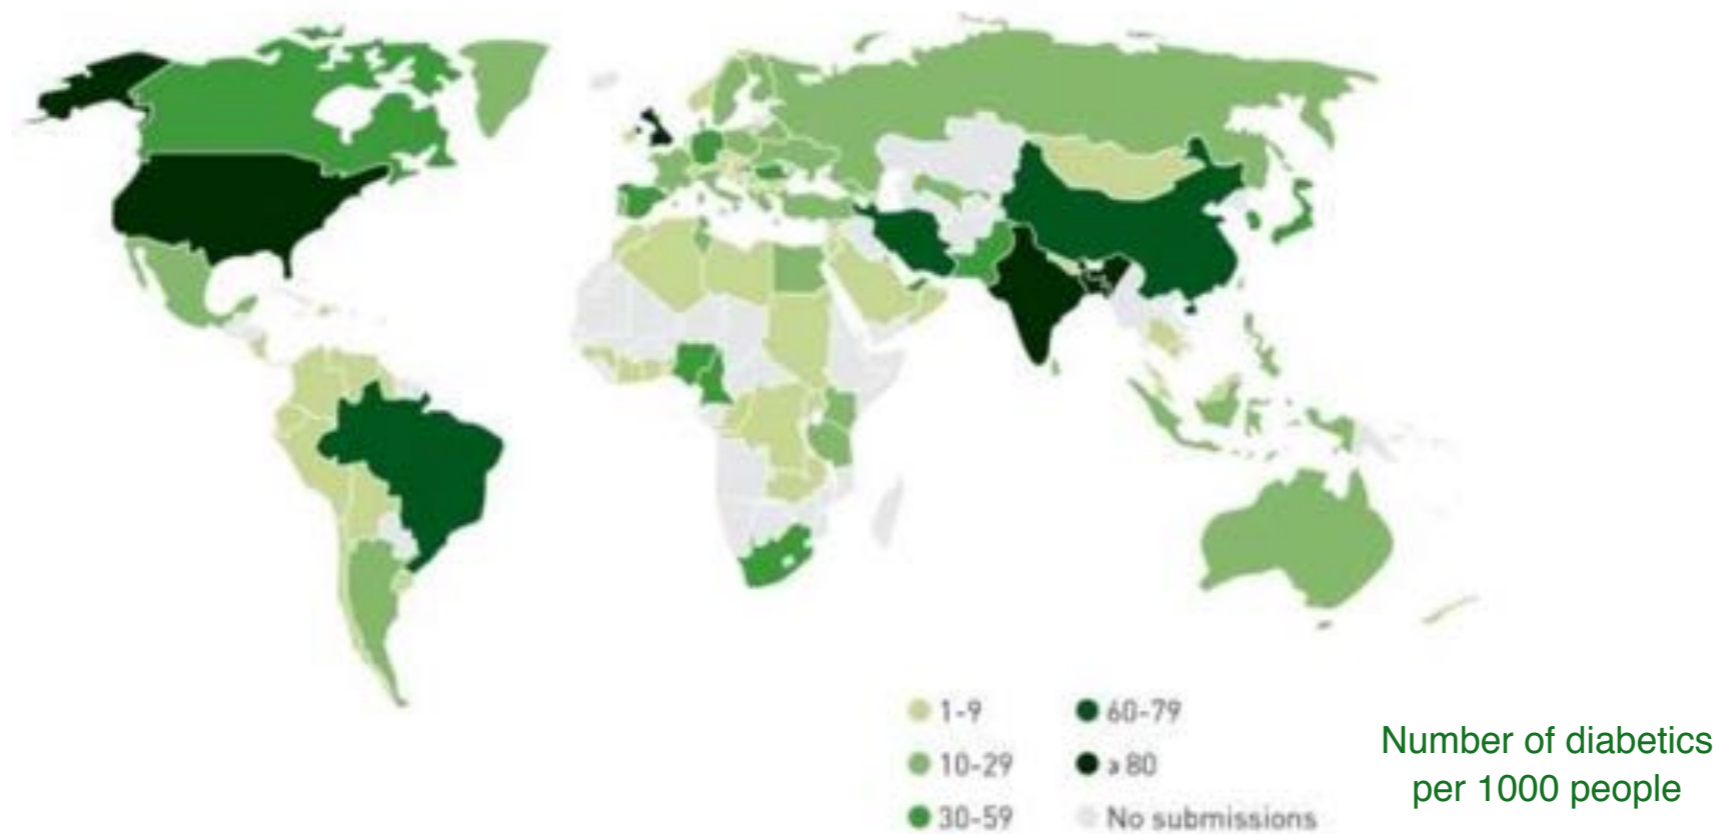 1-9
10-29
30-59
60-79
≥ 80
No submissions
Number of diabetics
per 1000 people